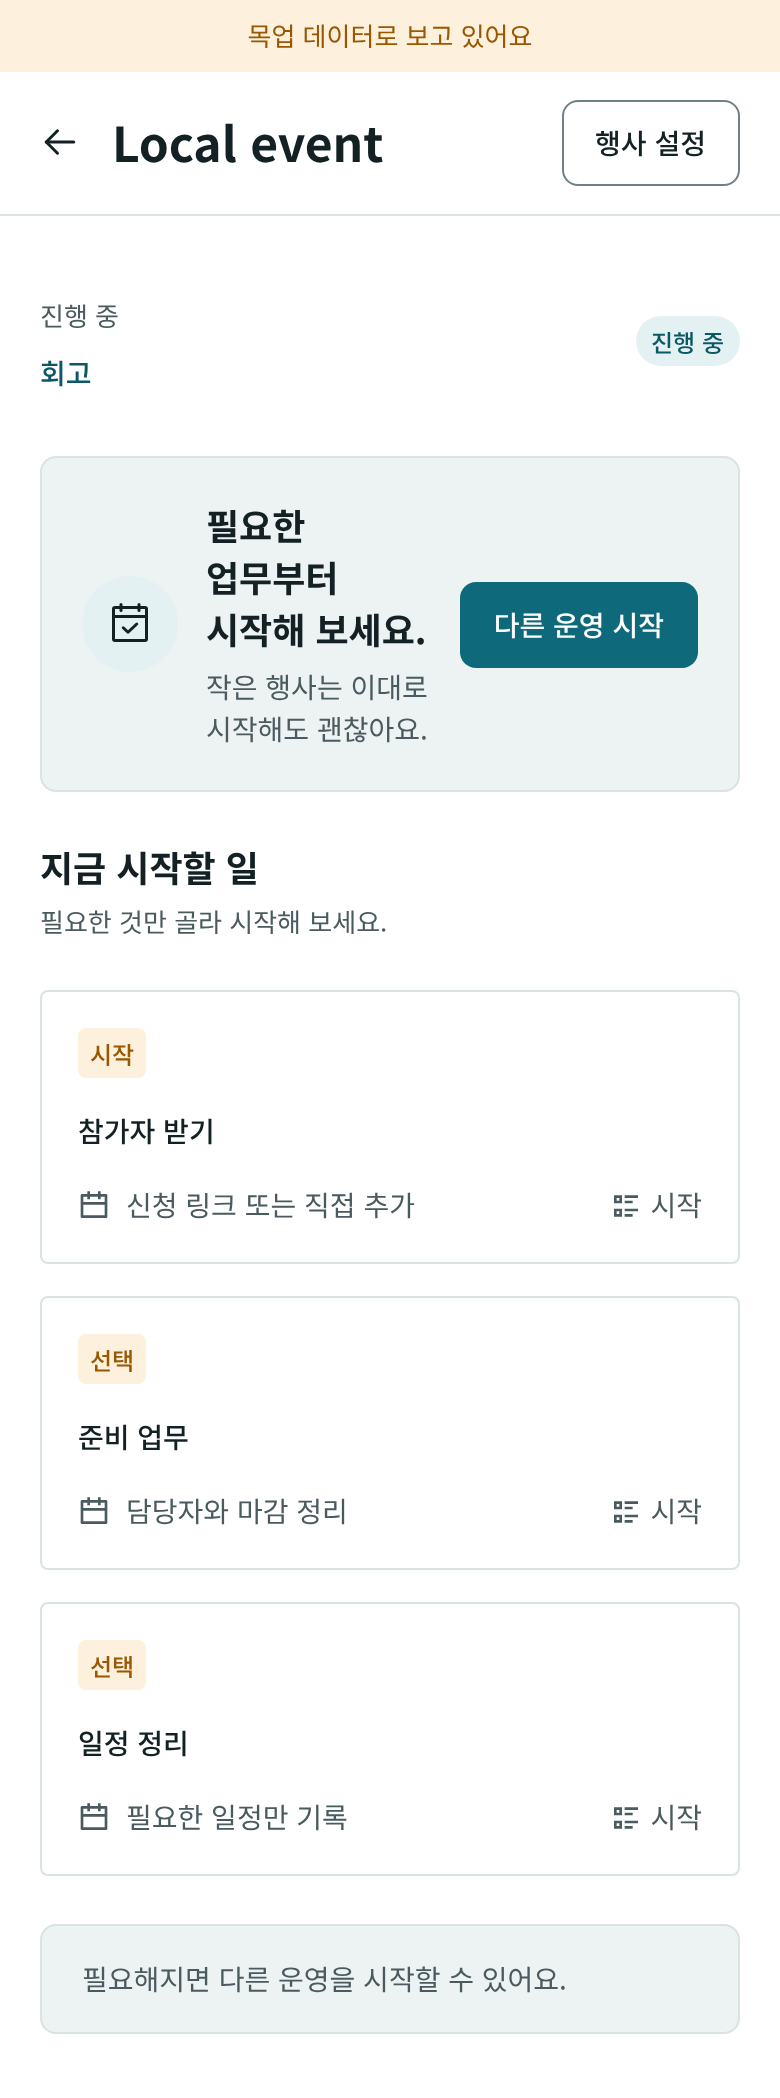 목업 데이터로 보고 있어요
Local event
행사 설정
진행 중
회고
진행 중
필요한
업무부터
시작해 보세요.
작은 행사는 이대로
시작해도 괜찮아요.
다른 운영 시작
지금 시작할 일
필요한 것만 골라 시작해 보세요.
시작
참가자 받기
신청 링크 또는 직접 추가
시작
선택
준비 업무
담당자와 마감 정리
시작
선택
일정 정리
필요한 일정만 기록
시작
필요해지면 다른 운영을 시작할 수 있어요.